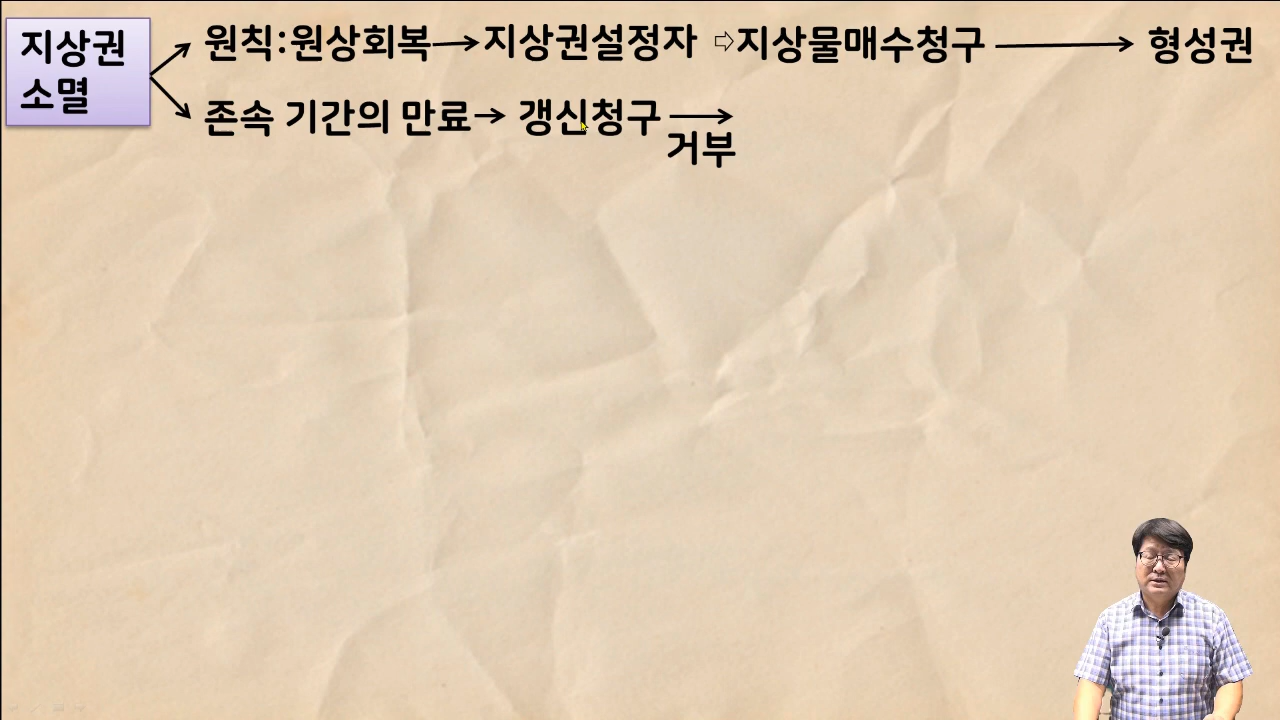 지상권
소멸
원칙:원상회복→지상권설정자 ⇨지상물매수청구 → 형성권
존속 기간의 만료→ 갱신청구 →
거부